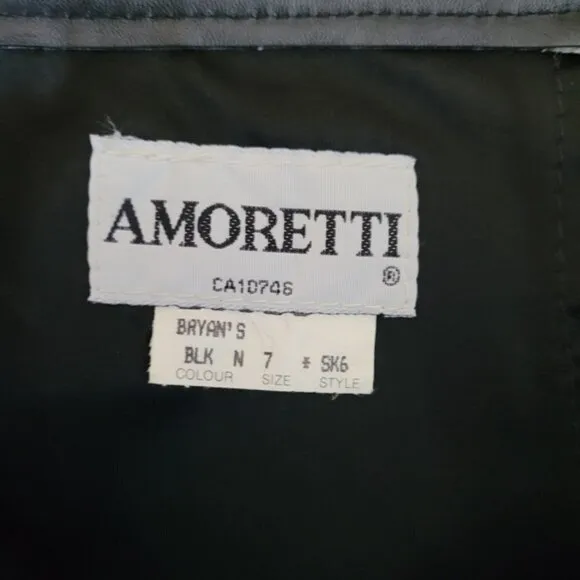 AMORETTI
®
CA10746
BRYAN'S
BLK N 7 * SK6
COLOUR SIZE STYLE